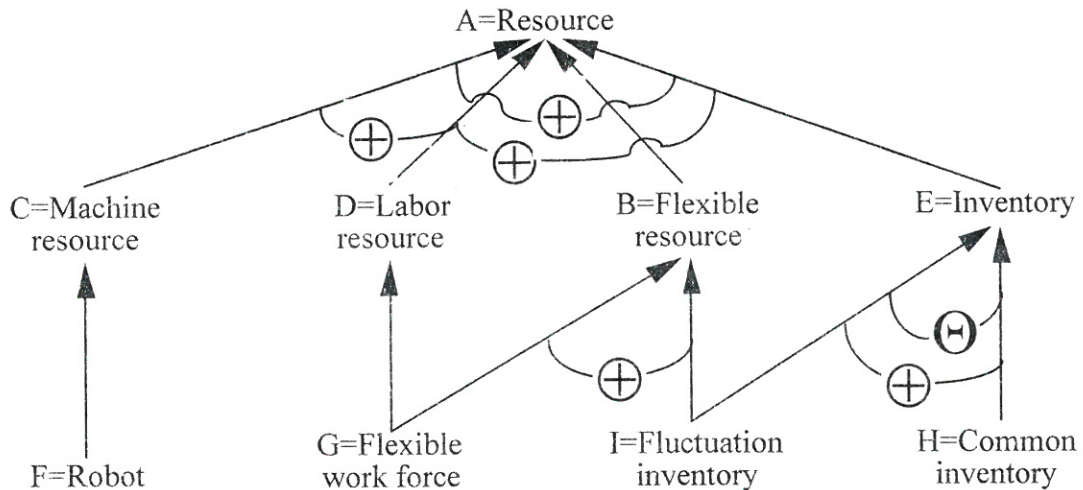 A=Resource
C=Machine
resource
D=Labor
resource
B=Flexible
resource
E=Inventory
F=Robot
G=Flexible
work force
I=Fluctuation
inventory
H=Common
inventory